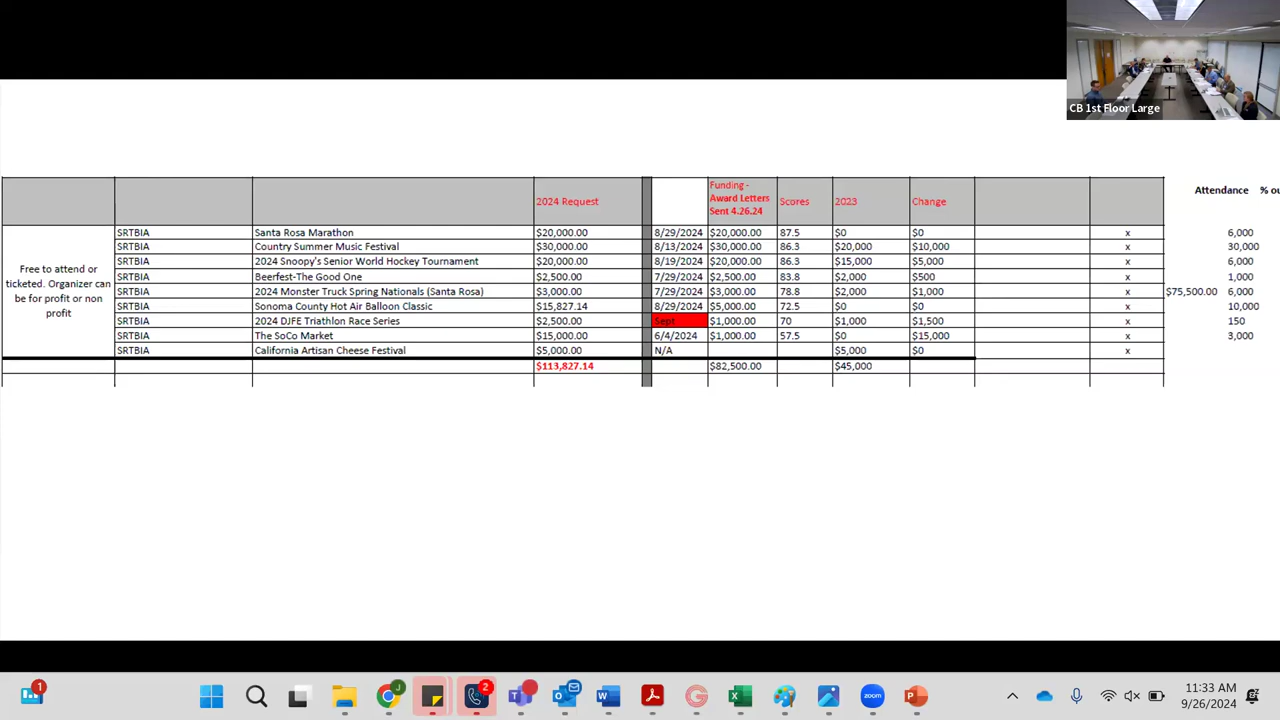 CB 1st Floor Large
2024 Request Funding - Award Letters Sent 4.26.24 Scores 2023 Change Attendance % ou
Free to attend or ticketed. Organizer can be for profit or non profit
SRTBIA Santa Rosa Marathon $20,000.00 8/29/2024 $20,000.00 87.5 $0 $0 x 6,000
SRTBIA Country Summer Music Festival $30,000.00 8/13/2024 $30,000.00 86.3 $20,000 $10,000 x 30,000
SRTBIA 2024 Snoopy's Senior World Hockey Tournament $20,000.00 8/19/2024 $20,000.00 86.3 $15,000 $5,000 x 6,000
SRTBIA Beerfest-The Good One $2,500.00 7/29/2024 $2,500.00 83.8 $2,000 $500 x 1,000
SRTBIA 2024 Monster Truck Spring Nationals (Santa Rosa) $3,000.00 7/29/2024 $3,000.00 78.8 $2,000 $1,000 x $75,500.00 6,000
SRTBIA Sonoma County Hot Air Balloon Classic $15,827.14 8/29/2024 $5,000.00 72.5 $0 $0 x 10,000
SRTBIA 2024 DJFE Triathlon Race Series $2,500.00 Sept $1,000.00 70 $1,000 $1,500 x 150
SRTBIA The SoCo Market $15,000.00 6/4/2024 $1,000.00 57.5 $0 $15,000 x 3,000
SRTBIA California Artisan Cheese Festival $5,000.00 N/A $5,000 $0 x
$113,827.14 $82,500.00 $45,000
1
2
11:33 AM
9/26/2024